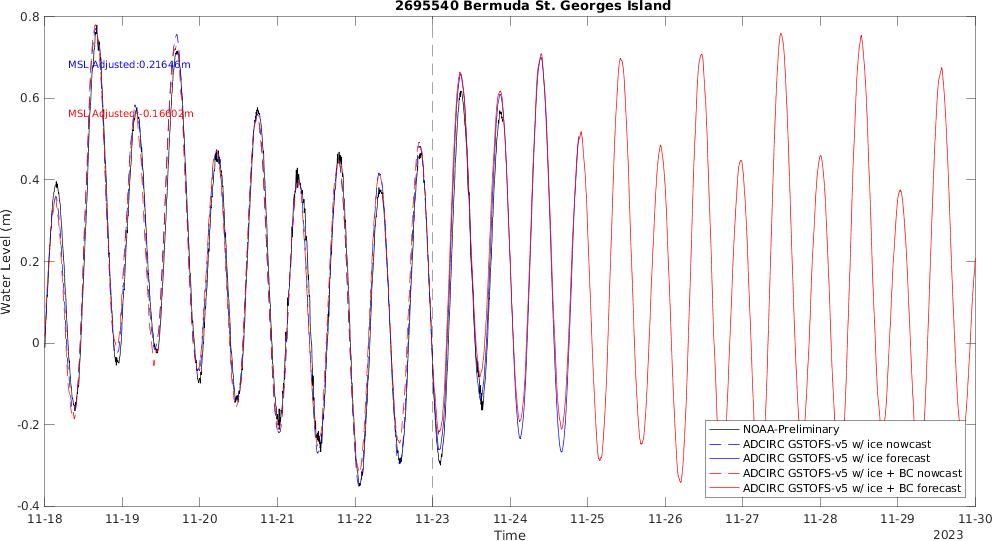 2695540 Bermuda St. Georges Island
0.8
MSL Adjusted:0.21646m
0.6
MSL Adjusted:-0.16602m
0.4
0.2
0
-0.2
-0.4
Water Level (m)
NOAA-Preliminary
ADCIRC GSTOFS-v5 w/ ice nowcast
ADCIRC GSTOFS-v5 w/ ice forecast
ADCIRC GSTOFS-v5 w/ ice + BC nowcast
ADCIRC GSTOFS-v5 w/ ice + BC forecast
11-18 11-19 11-20 11-21 11-22 11-23 11-24 11-25 11-26 11-27 11-28 11-29 11-30
Time
2023